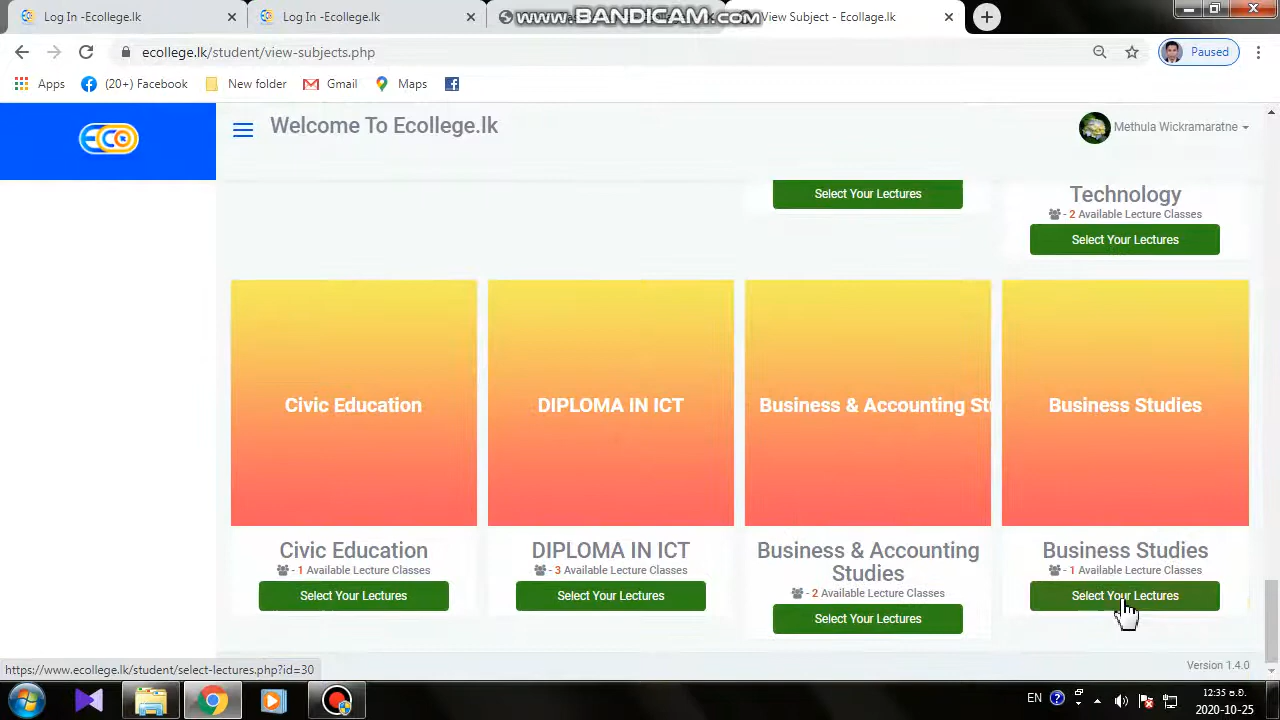 Log In -Ecollege.lk
Log In -Ecollege.lk
www.BANDICAM.com
View Subject - Ecollage.lk
ecollege.lk/student/view-subjects.php
Paused
Apps
(20+) Facebook
New folder
Gmail
Maps
ECO
Welcome To Ecollege.lk
Methula Wickramaratne
Select Your Lectures
Technology
- 2 Available Lecture Classes
Select Your Lectures
Civic Education
DIPLOMA IN ICT
Business & Accounting St
Business Studies
Civic Education
- 1 Available Lecture Classes
Select Your Lectures
DIPLOMA IN ICT
- 3 Available Lecture Classes
Select Your Lectures
Business & Accounting
Studies
- 2 Available Lecture Classes
Select Your Lectures
Business Studies
- 1 Available Lecture Classes
Select Your Lectures
https://www.ecollege.lk/student/select-lectures.php?id=30
Version 1.4.0
EN
12:35 ප.ව.
2020-10-25